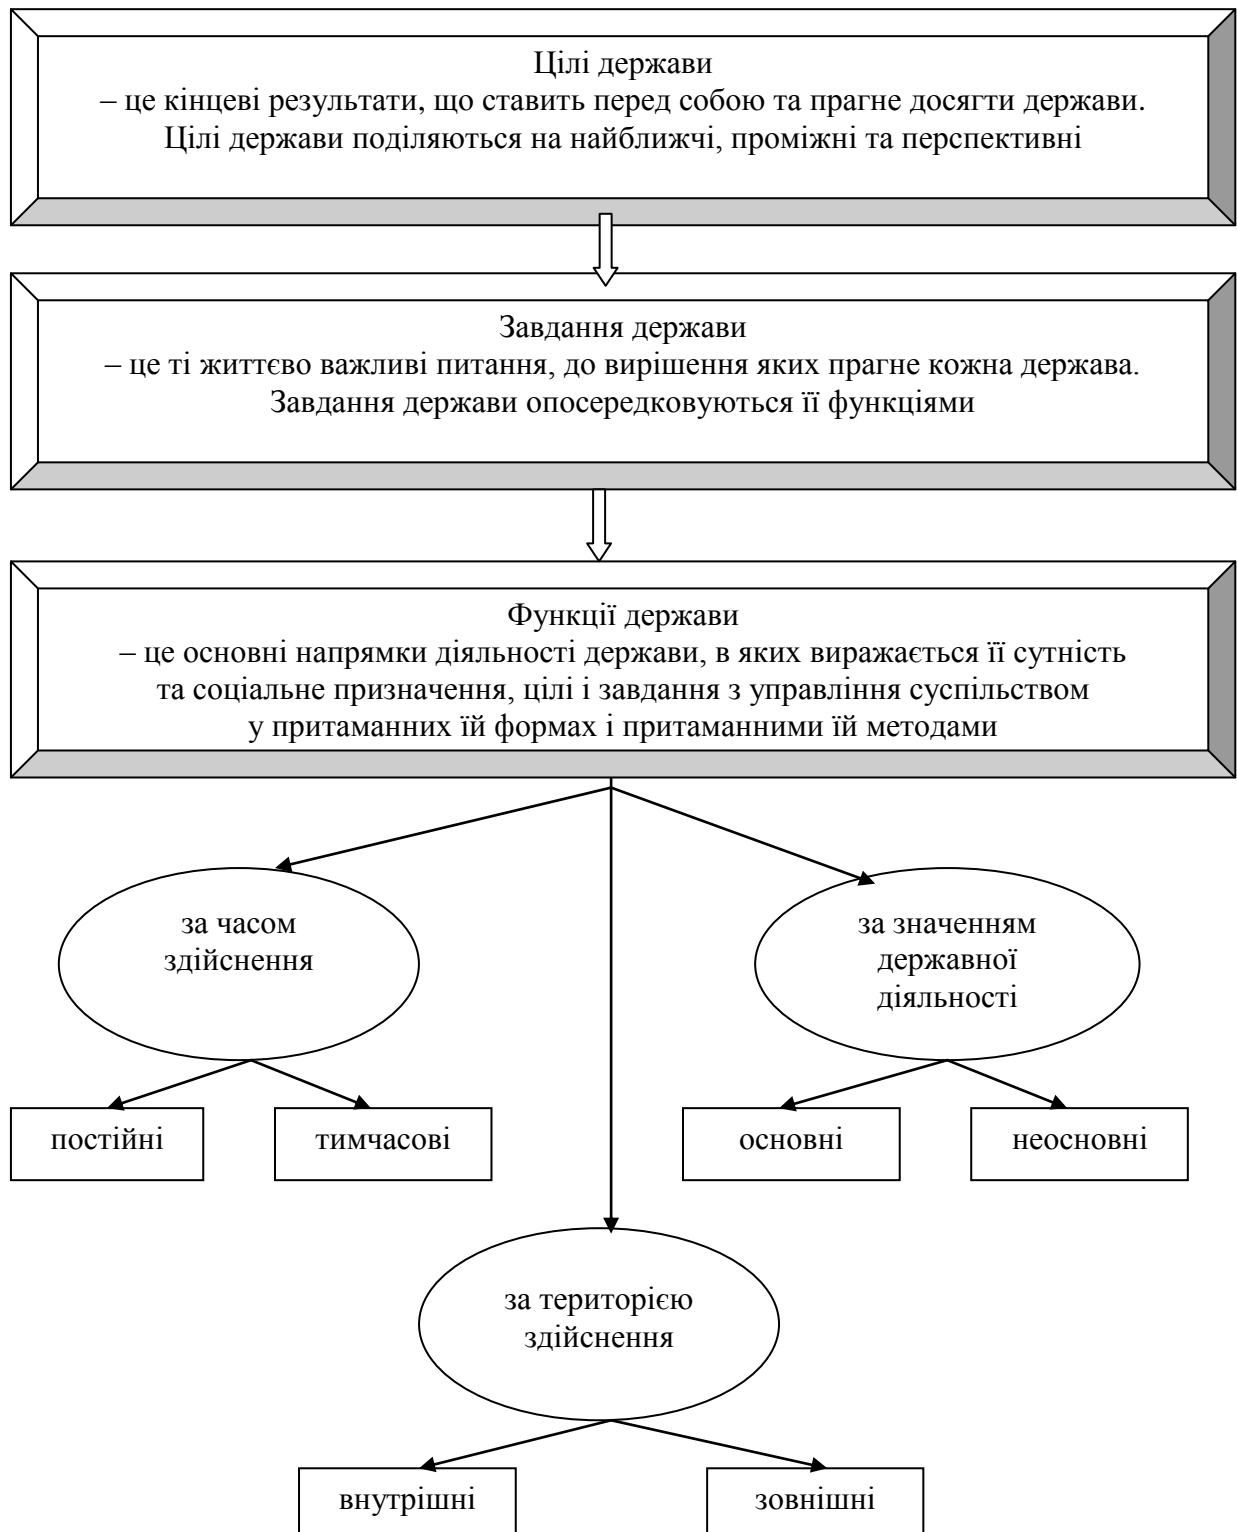 Цілі держави
– це кінцеві результати, що ставить перед собою та прагне досягти держави.
Цілі держави поділяються на найближчі, проміжні та перспективні
Завдання держави
– це ті життєво важливі питання, до вирішення яких прагне кожна держава.
Завдання держави опосередковуються її функціями
Функції держави
– це основні напрямки діяльності держави, в яких виражається її сутність
та соціальне призначення, цілі і завдання з управління суспільством
у притаманних їй формах і притаманними їй методами
за часом
здійснення
за значенням
державної
діяльності
постійні
тимчасові
основні
неосновні
за територією
здійснення
внутрішні
зовнішні